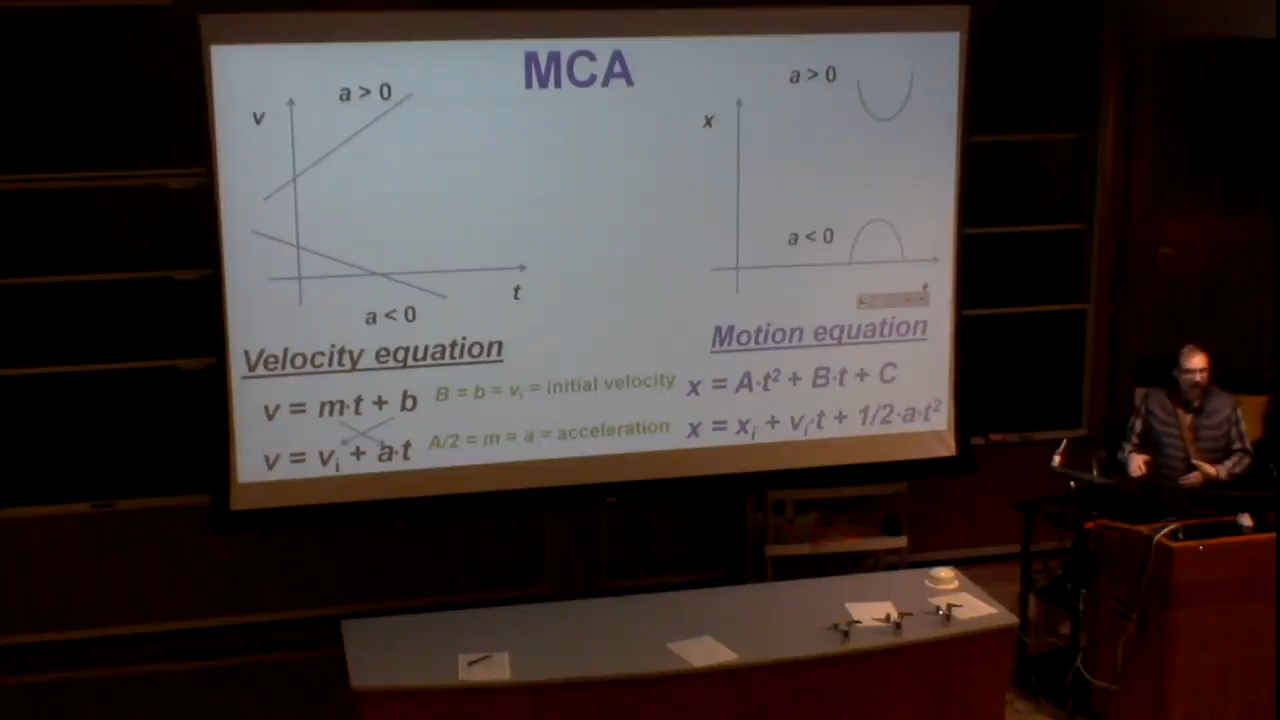 MCA
a > 0
v
t
a < 0
a > 0
x
a < 0
Velocity equation
v = m·t + b
v = vᵢ + a·t
B = b = vᵢ = initial velocity
A/2 = m = a = acceleration
Motion equation
x = A·t² + B·t + C
x = xᵢ + vᵢ·t + 1/2·a·t²